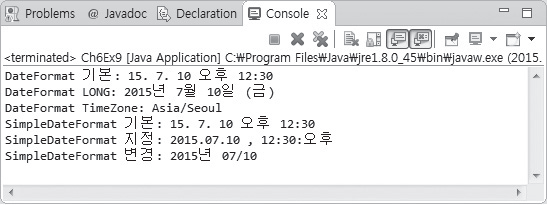 Problems @ Javadoc Declaration Console
<terminated> Ch6Ex9 [Java Application] C:₩Program Files₩Java₩jre1.8.0_45₩bin₩javaw.exe (2015.
DateFormat 기본: 15. 7. 10 오후 12:30
DateFormat LONG: 2015년 7월 10일 (금)
DateFormat TimeZone: Asia/Seoul
SimpleDateFormat 기본: 15. 7. 10 오후 12:30
SimpleDateFormat 지정: 2015.07.10 , 12:30:오후
SimpleDateFormat 변경: 2015년 07/10